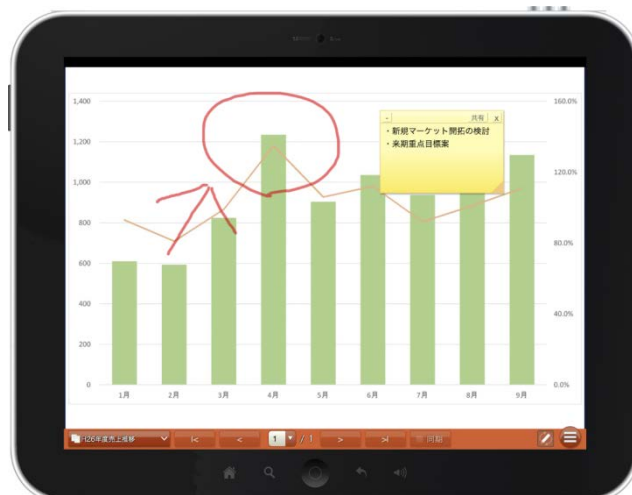 1,400
1,200
1,000
800
600
400
200
0
160.0%
120.0%
80.0%
40.0%
0.0%
- 共有 x
・新規マーケット開拓の検討
・来期重点目標案
1月 2月 3月 4月 5月 6月 7月 8月 9月
H26年度売上推移
1 / 1
同期